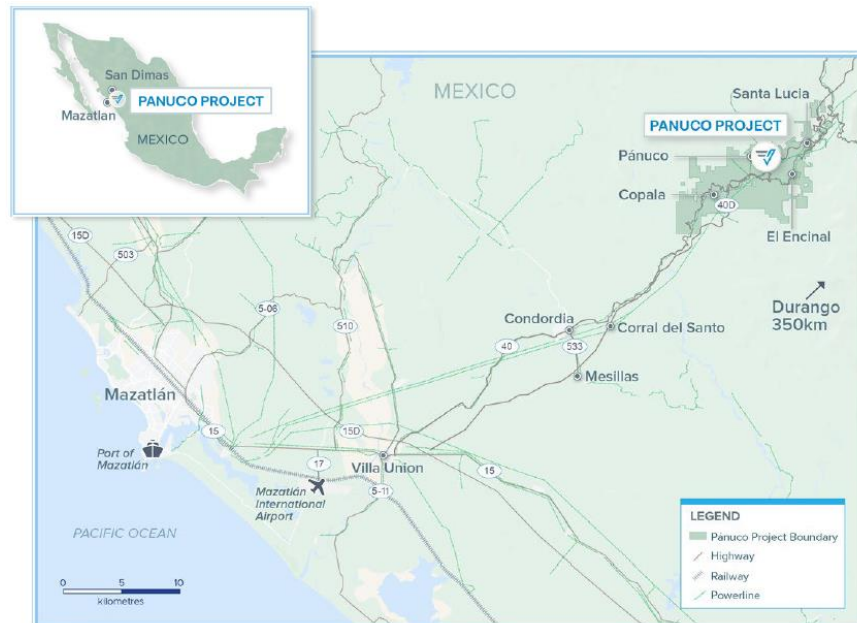 San Dimas
PANUCO PROJECT
Mazatlan
MEXICO
MEXICO
Santa Lucia
PANUCO PROJECT
Pánuco
Copala
40D
El Encinal
15D
503
5-06
510
Durango
350km
Condordia
Corral del Santo
40
533
Mesillas
Mazatlán
15
15D
Port of
Mazatlán
17
Villa Union
15
Mazatlán
International
Airport
5-11
PACIFIC OCEAN
0 5 10
kilometres
LEGEND
Pánuco Project Boundary
Highway
Railway
Powerline